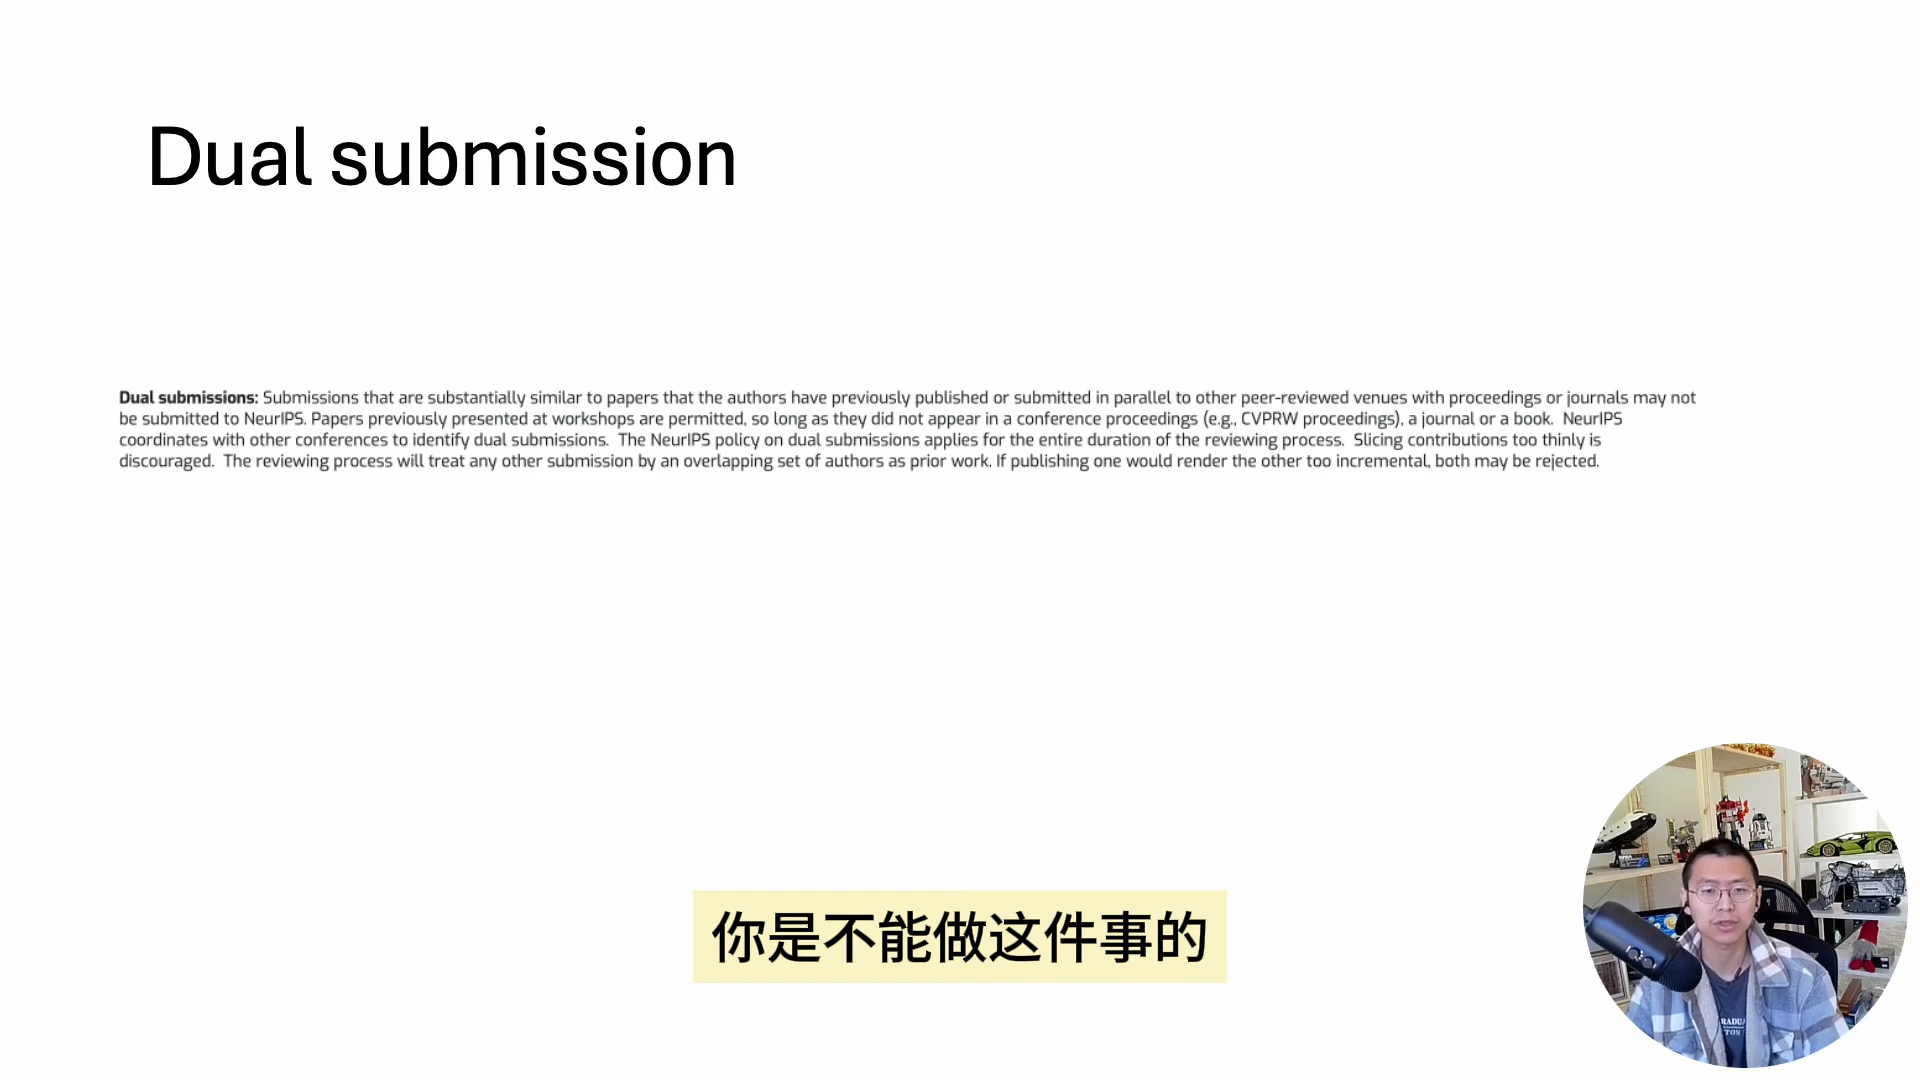 Dual submission
Dual submissions: Submissions that are substantially similar to papers that the authors have previously published or submitted in parallel to other peer-reviewed venues with proceedings or journals may not
be submitted to NeurIPS. Papers previously presented at workshops are permitted, so long as they did not appear in a conference proceedings (e.g., CVPRW proceedings), a journal or a book.  NeurIPS
coordinates with other conferences to identify dual submissions.  The NeurIPS policy on dual submissions applies for the entire duration of the reviewing process.  Slicing contributions too thinly is
discouraged.  The reviewing process will treat any other submission by an overlapping set of authors as prior work. If publishing one would render the other too incremental, both may be rejected.
你是不能做这件事的